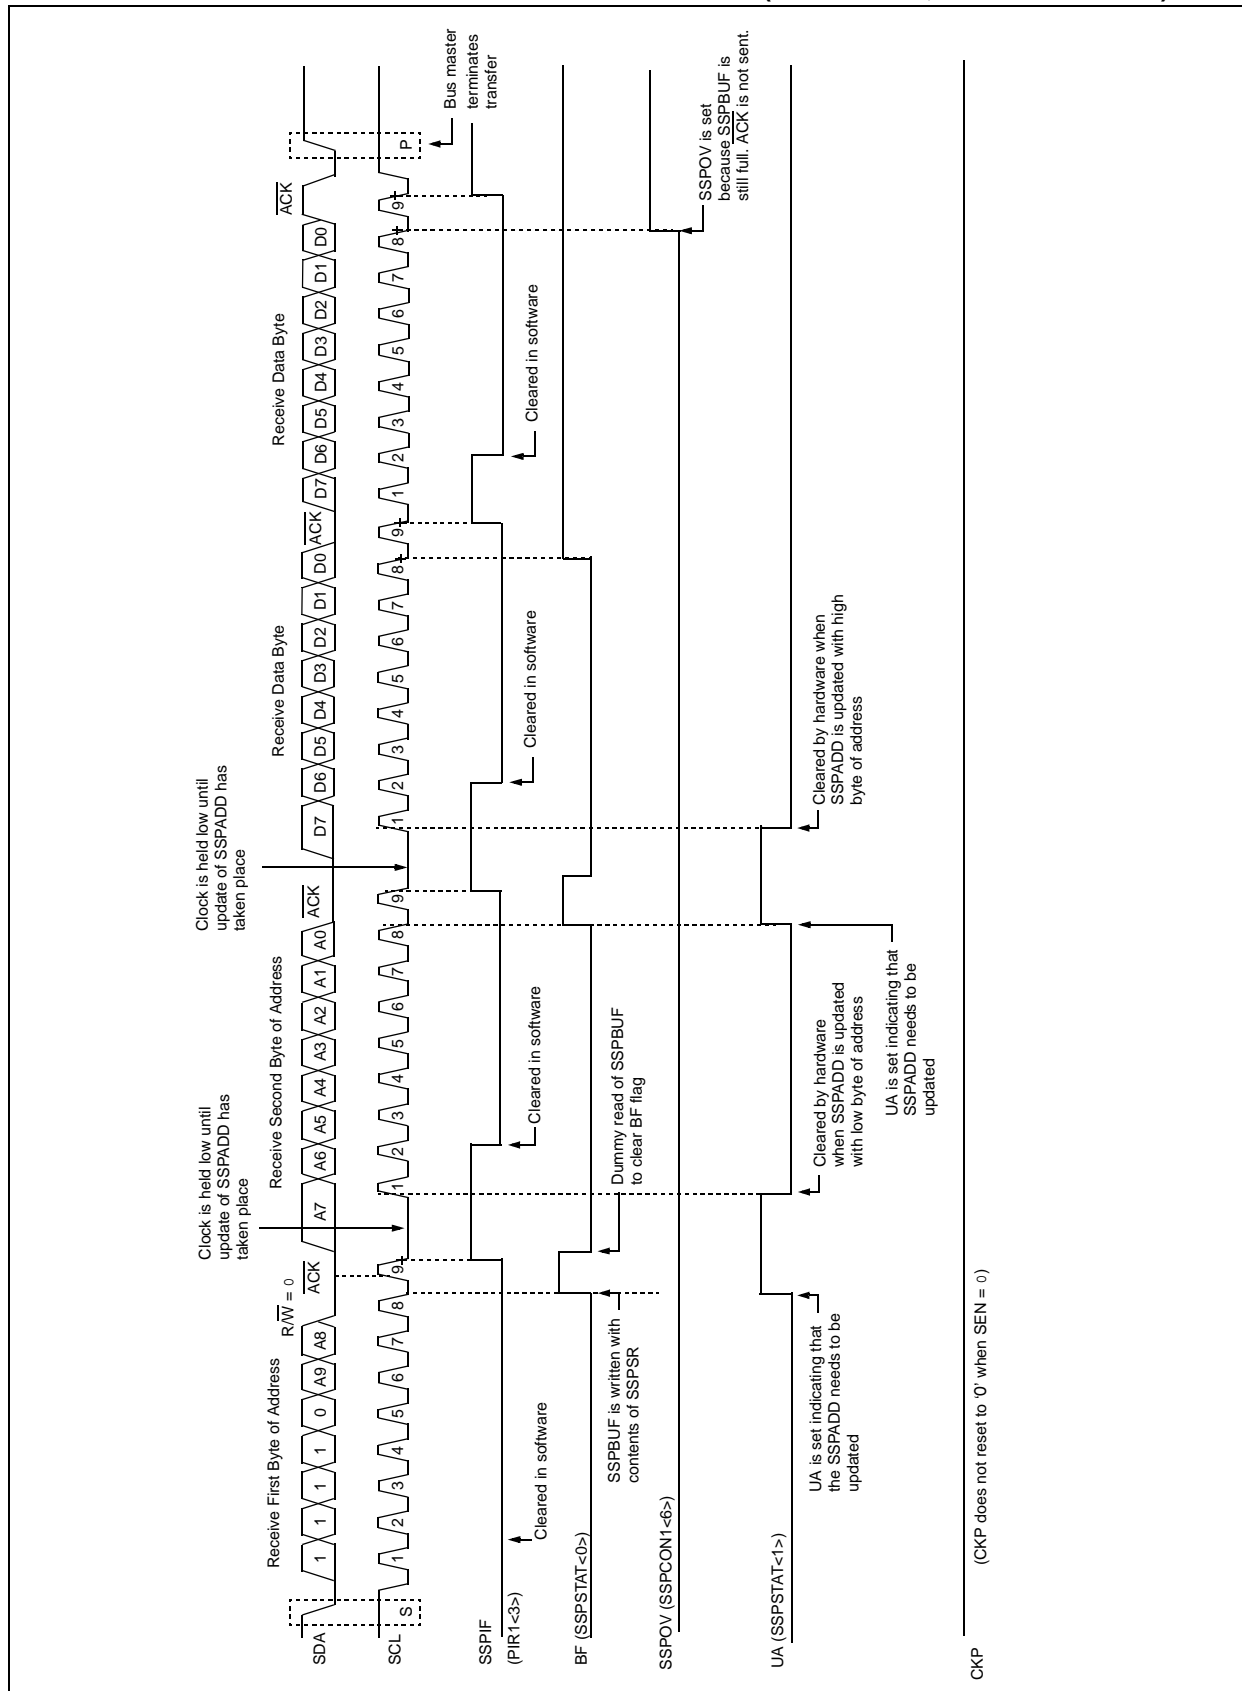 Clock is held low until
update of SSPADD has
taken place
Clock is held low until
update of SSPADD has
taken place
Receive First Byte of Address
R/W = 0
Receive Second Byte of Address
Receive Data Byte
Receive Data Byte
ACK
ACK
ACK
ACK
SDA
1 1 1 1 0 A9 A8
A7 A6 A5 A4 A3 A2 A1 A0
D7 D6 D5 D4 D3 D2 D1 D0
D7 D6 D5 D4 D3 D2 D1 D0
SCL
S
1 2 3 4 5 6 7 8 9
1 2 3 4 5 6 7 8 9
1 2 3 4 5 6 7 8 9
1 2 3 4 5 6 7 8 9
P
Bus master
terminates
transfer
SSPIF
(PIR1<3>)
Cleared in software
Cleared in software
Cleared in software
Cleared in software
BF (SSPSTAT<0>)
SSPBUF is written with
contents of SSPSR
Dummy read of SSPBUF
to clear BF flag
SSPOV (SSPCON1<6>)
SSPOV is set
because SSPBUF is
still full. ACK is not sent.
UA (SSPSTAT<1>)
UA is set indicating that
the SSPADD needs to be
updated
Cleared by hardware
when SSPADD is updated
with low byte of address
UA is set indicating that
SSPADD needs to be
updated
Cleared by hardware when
SSPADD is updated with high
byte of address
CKP
(CKP does not reset to ‘0’ when SEN = 0)